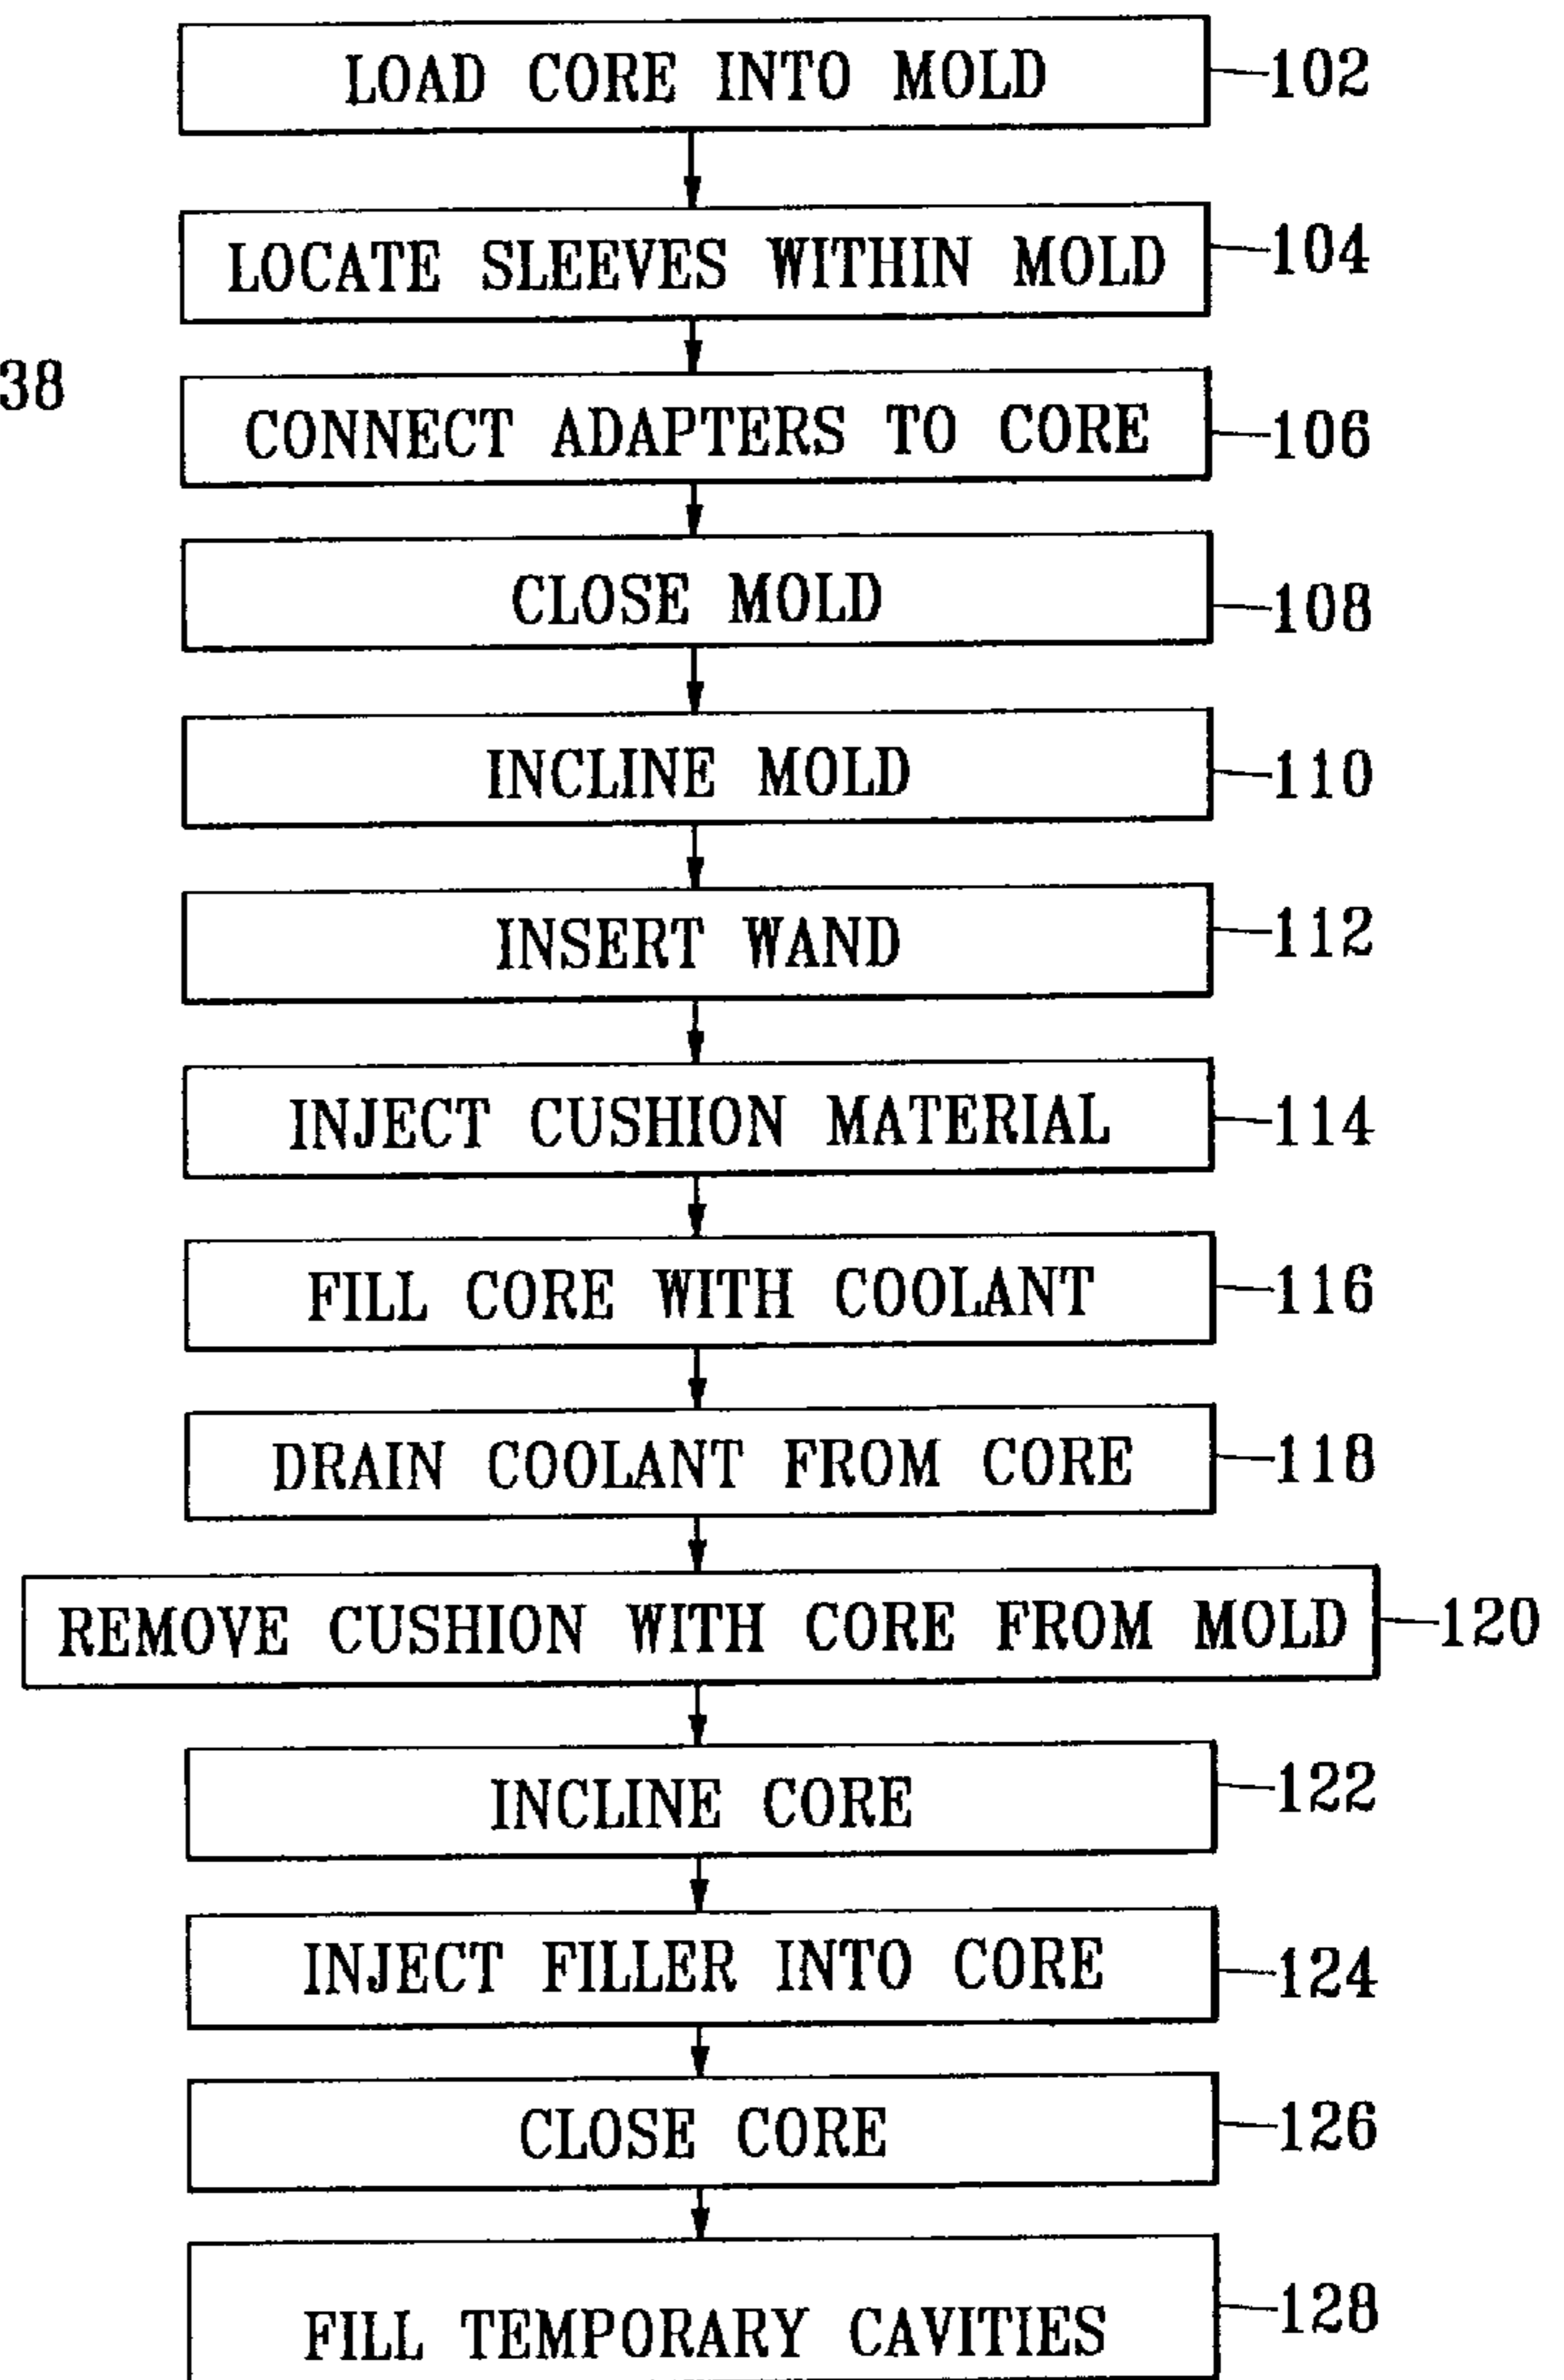 LOAD CORE INTO MOLD 102
LOCATE SLEEVES WITHIN MOLD 104
38
CONNECT ADAPTERS TO CORE 106
CLOSE MOLD 108
INCLINE MOLD 110
INSERT WAND 112
INJECT CUSHION MATERIAL 114
FILL CORE WITH COOLANT 116
DRAIN COOLANT FROM CORE 118
REMOVE CUSHION WITH CORE FROM MOLD 120
INCLINE CORE 122
INJECT FILLER INTO CORE 124
CLOSE CORE 126
FILL TEMPORARY CAVITIES 128